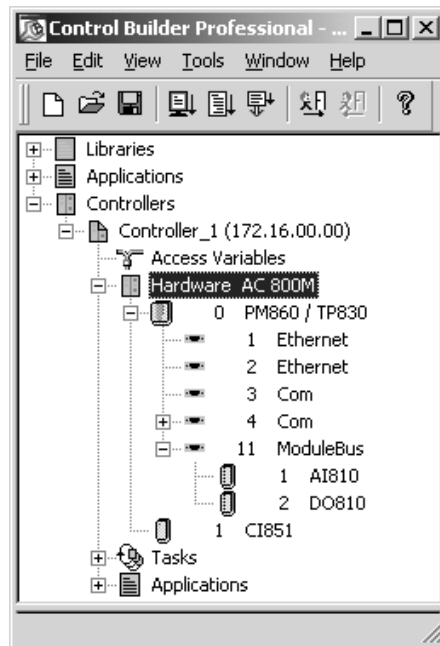 Control Builder Professional - ...
File Edit View Tools Window Help
Libraries
Applications
Controllers
Controller_1 (172.16.00.00)
Access Variables
Hardware AC 800M
0 PM860 / TP830
1 Ethernet
2 Ethernet
3 Com
4 Com
11 ModuleBus
1 AI810
2 DO810
1 CI851
Tasks
Applications